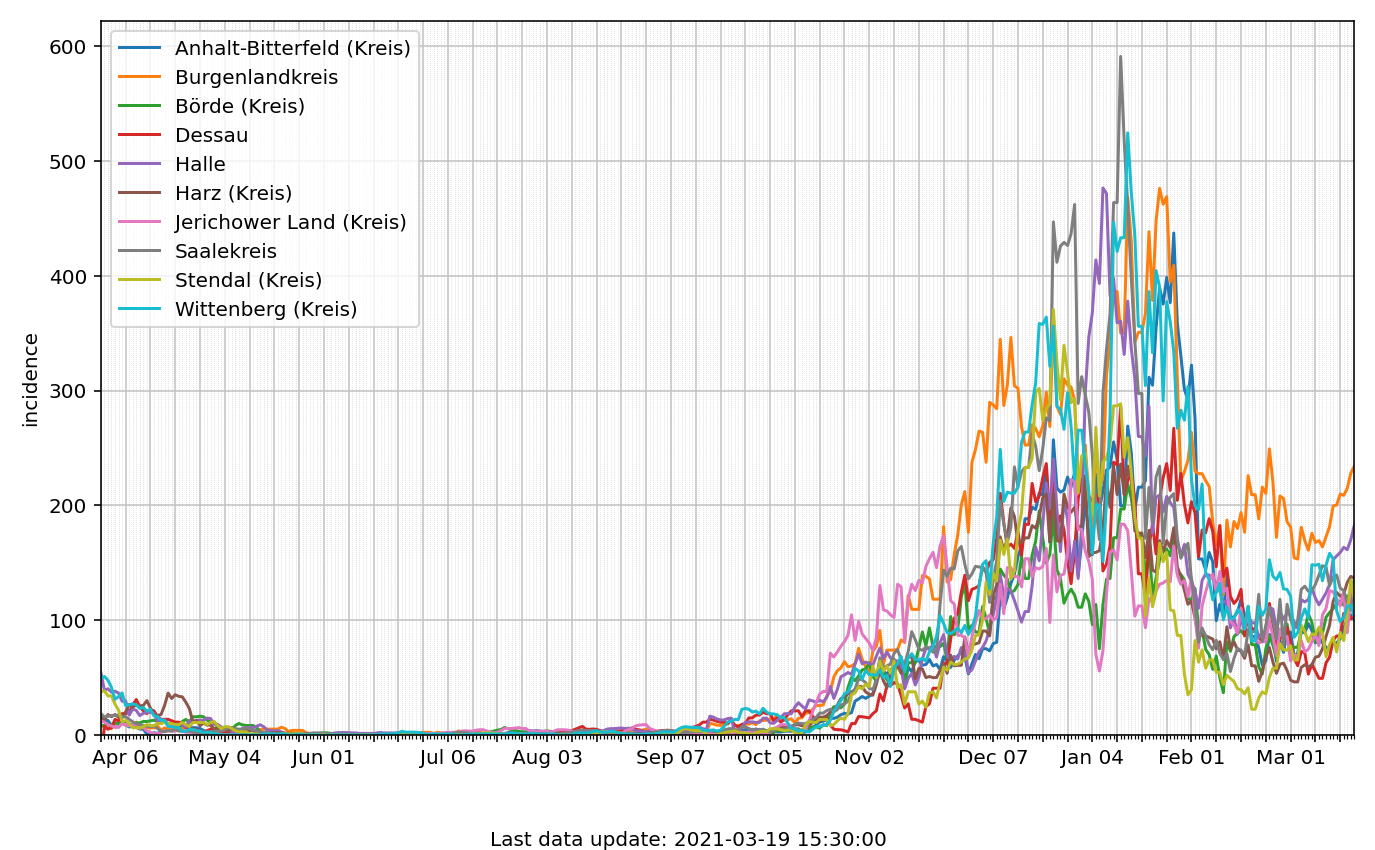 600
500
400
300
200
100
0
incidence
Anhalt-Bitterfeld (Kreis)
Burgenlandkreis
Börde (Kreis)
Dessau
Halle
Harz (Kreis)
Jerichower Land (Kreis)
Saalekreis
Stendal (Kreis)
Wittenberg (Kreis)
Apr 06 May 04 Jun 01 Jul 06 Aug 03 Sep 07 Oct 05 Nov 02 Dec 07 Jan 04 Feb 01 Mar 01
Last data update: 2021-03-19 15:30:00